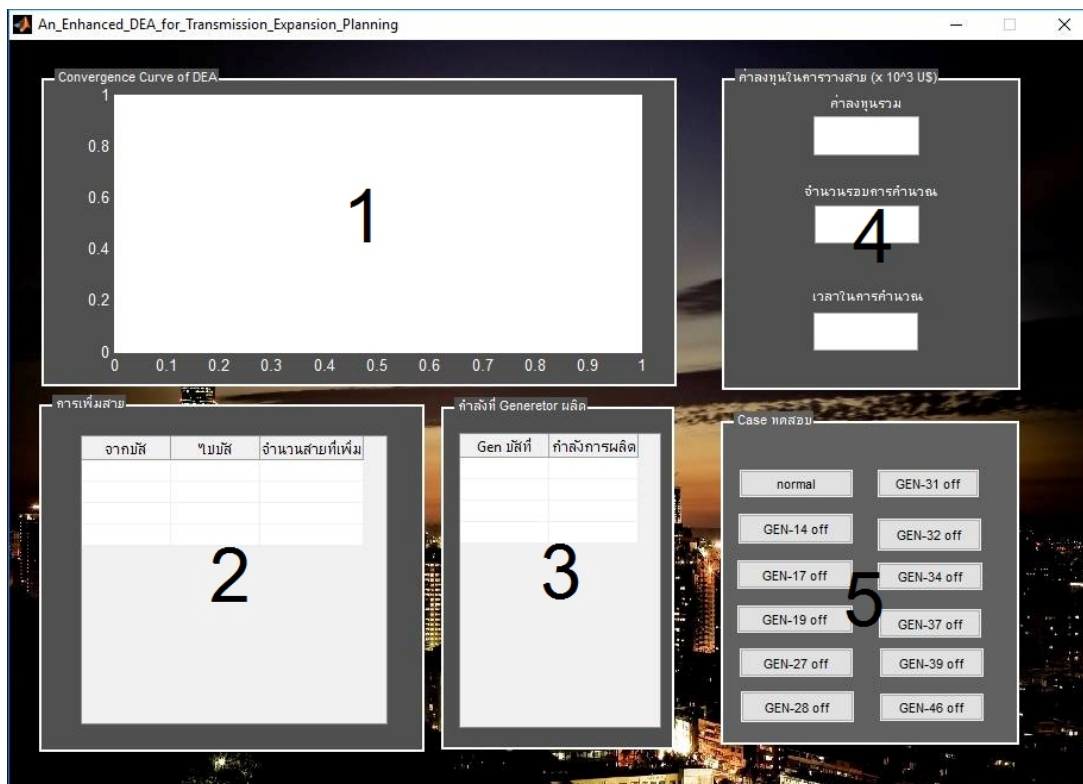 An_Enhanced_DEA_for_Transmission_Expansion_Planning
Convergence Curve of DEA
1
0.8
0.6
0.4
0.2
0
0 0.1 0.2 0.3 0.4 0.5 0.6 0.7 0.8 0.9 1
1
ค่าลงทุนในการวางสาย (x 10^3 U$)
ค่าลงทุนรวม
จำนวนรอบการคำนวณ
4
เวลาในการคำนวณ
การเพิ่มสาย
จากบัส ไปบัส จำนวนสายที่เพิ่ม
2
กำลังที่ Generetor ผลิต
Gen บัสที่ กำลังการผลิต
3
Case ทดสอบ
normal GEN-31 off
GEN-14 off GEN-32 off
GEN-17 off GEN-34 off
5
GEN-19 off GEN-37 off
GEN-27 off GEN-39 off
GEN-28 off GEN-46 off